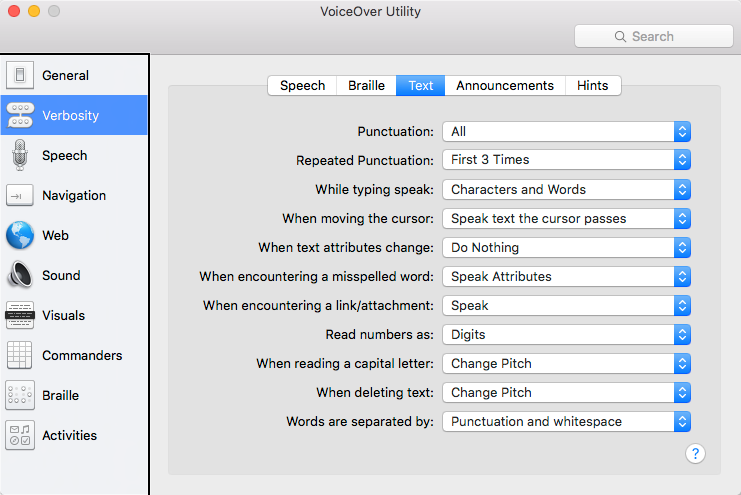 VoiceOver Utility
Search
General
Verbosity
Speech
Navigation
Web
Sound
Visuals
Commanders
Braille
Activities
Speech Braille Text Announcements Hints
Punctuation: All
Repeated Punctuation: First 3 Times
While typing speak: Characters and Words
When moving the cursor: Speak text the cursor passes
When text attributes change: Do Nothing
When encountering a misspelled word: Speak Attributes
When encountering a link/attachment: Speak
Read numbers as: Digits
When reading a capital letter: Change Pitch
When deleting text: Change Pitch
Words are separated by: Punctuation and whitespace
?